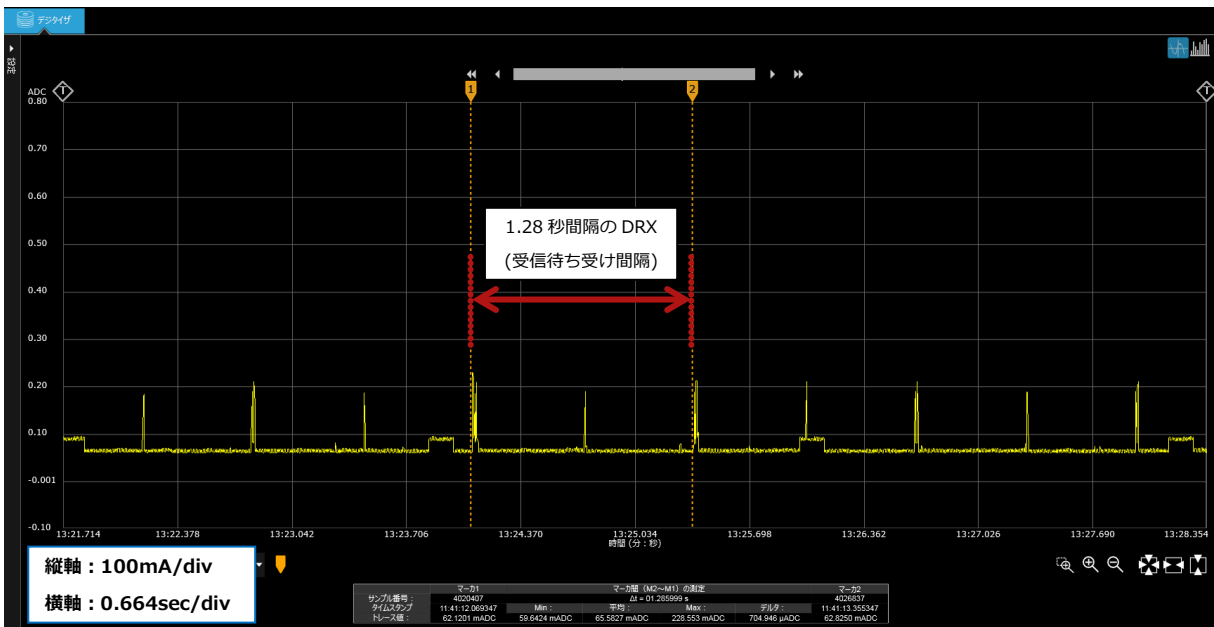 デジタイザ
設定
1
2
ADC
0.80
0.70
0.60
0.50
0.40
0.30
0.20
0.10
-0.001
-0.10
1.28 秒間隔の DRX
(受信待ち受け間隔)
13:21.714 13:22.378 13:23.042 13:23.706 13:24.370 13:25.034 13:25.698 13:26.362 13:27.026 13:27.690 13:28.354
時間 (分：秒)
縦軸：100mA/div
横軸：0.664sec/div
マーカ1 マーカ間（M2～M1）の測定 マーカ2
サンプル番号： 4020407 Δt = 01.285999 s 4026837
タイムスタンプ 11:41:12.069347 Min： 平均： Max： デルタ： 11:41:13.355347
トレース値： 62.1201 mADC 59.6424 mADC 65.5827 mADC 228.553 mADC 704.946 µADC 62.8250 mADC